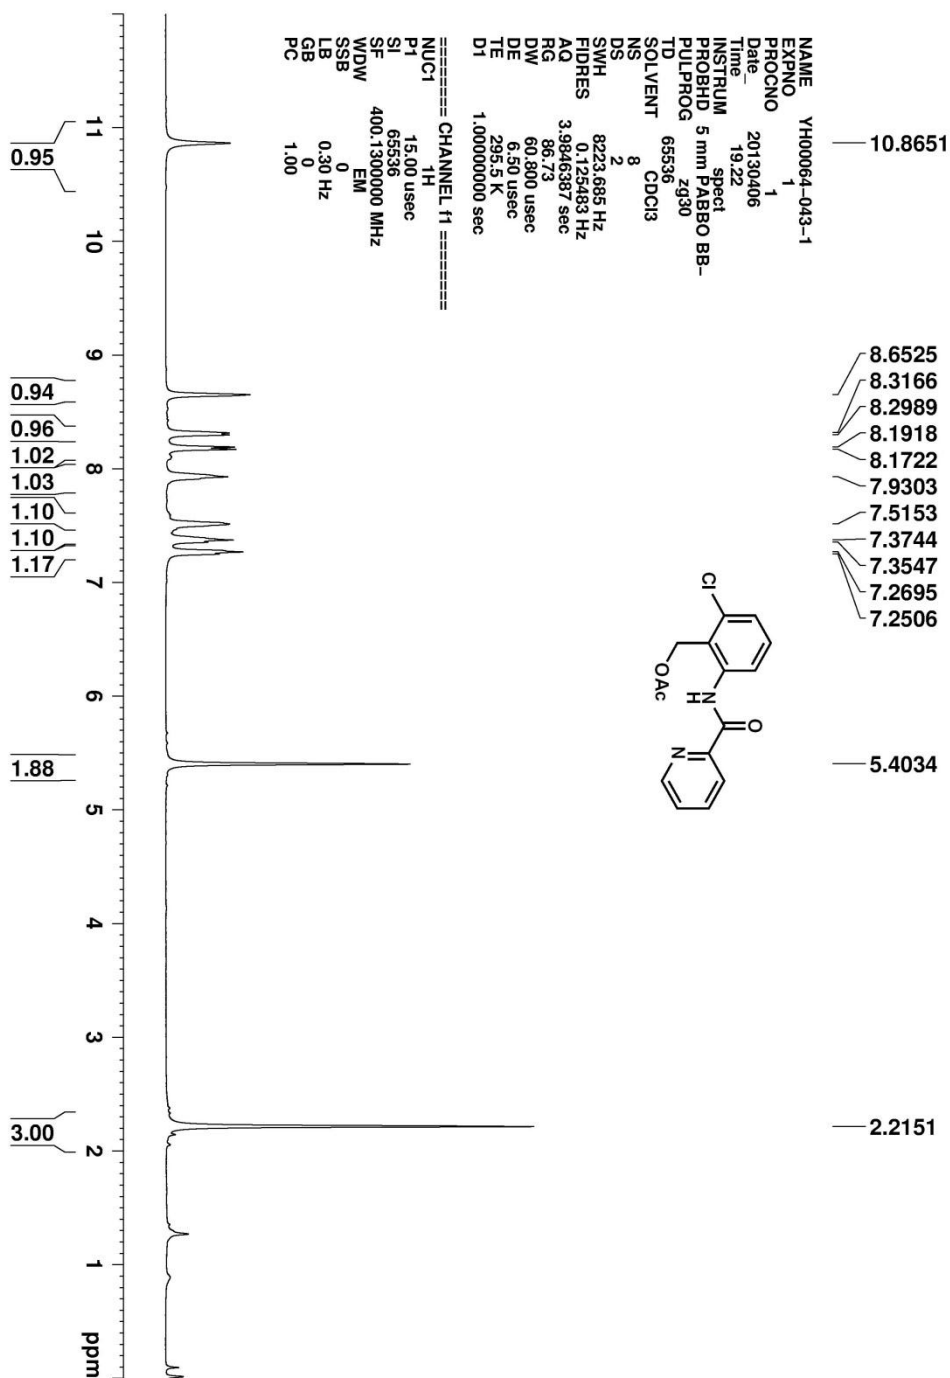 NAME YH00064-043-1
EXPNO 1
PROCNO 1
Date_ 20130406
Time 19.22
INSTRUM spect
PROBHD 5 mm PABBO BB-
PULPROG zg30
TD 65536
SOLVENT CDCl3
NS 8
DS 2
SWH 8223.685 Hz
FIDRES 0.125483 Hz
AQ 3.9846387 sec
RG 86.73
DW 60.800 usec
DE 6.50 usec
TE 295.5 K
D1 1.00000000 sec
======== CHANNEL f1 ========
NUC1 1H
P1 15.00 usec
SI 65536
SF 400.1300000 MHz
WDW EM
SSB 0
LB 0.30 Hz
GB 0
PC 1.00
10.8651
8.6525
8.3166
8.2989
8.1918
8.1722
7.9303
7.5153
7.3744
7.3547
7.2695
7.2506
5.4034
2.2151
Cl
OAc
N
H
O
N
11 10 9 8 7 6 5 4 3 2 1 ppm
0.95
0.94
0.96
1.02
1.03
1.10
1.10
1.17
1.88
3.00